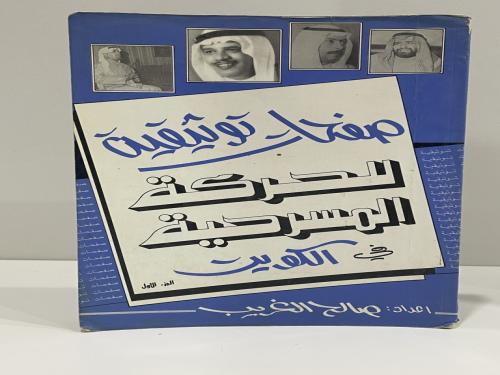 صفحات توثيقية
للحركة
المسرحية
في الكويت
الجزء الأول
اعداد: صالح الغريب